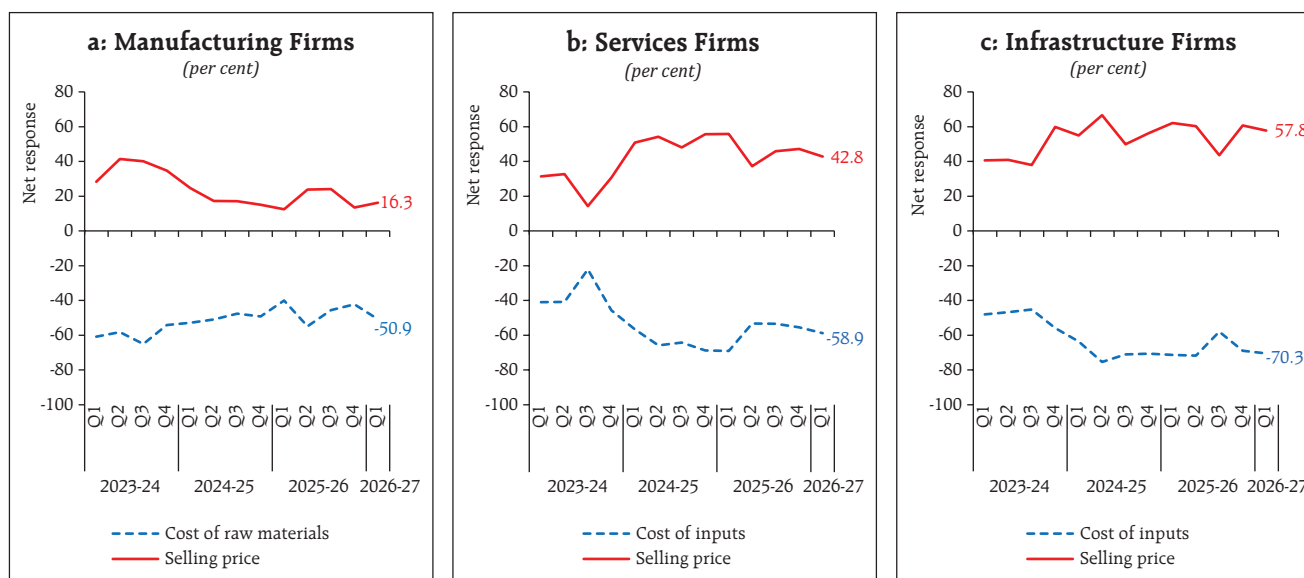 a: Manufacturing Firms
(per cent)
Net response
80
60
40
20
0
-20
-40
-60
-80
-100
16.3
-50.9
Q1 Q2 Q3 Q4 Q1 Q2 Q3 Q4 Q1 Q2 Q3 Q4 Q1
2023-24 2024-25 2025-26 2026-27
Cost of raw materials
Selling price
b: Services Firms
(per cent)
Net response
80
60
40
20
0
-20
-40
-60
-80
-100
42.8
-58.9
Q1 Q2 Q3 Q4 Q1 Q2 Q3 Q4 Q1 Q2 Q3 Q4 Q1
2023-24 2024-25 2025-26 2026-27
Cost of inputs
Selling price
c: Infrastructure Firms
(per cent)
Net response
80
60
40
20
0
-20
-40
-60
-80
-100
57.8
-70.3
Q1 Q2 Q3 Q4 Q1 Q2 Q3 Q4 Q1 Q2 Q3 Q4 Q1
2023-24 2024-25 2025-26 2026-27
Cost of inputs
Selling price